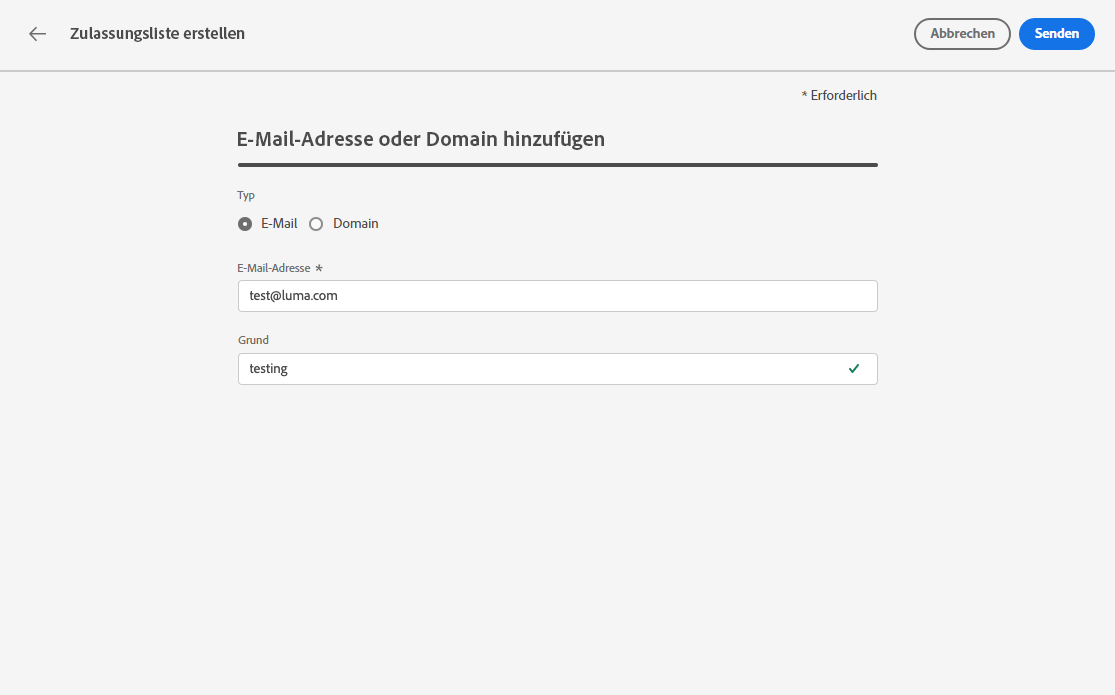 Zulassungsliste erstellen
Abbrechen
Senden
* Erforderlich
E-Mail-Adresse oder Domain hinzufügen
Typ
E-Mail
Domain
E-Mail-Adresse *
test@luma.com
Grund
testing